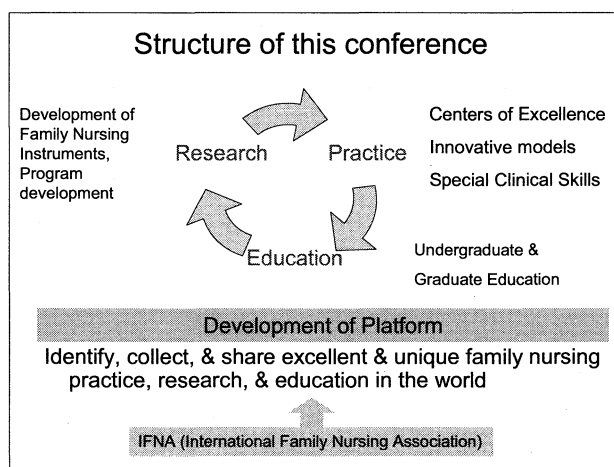 Structure of this conference
Development of
Family Nursing
Instruments,
Program
development
Research
Practice
Education
Centers of Excellence
Innovative models
Special Clinical Skills
Undergraduate &
Graduate Education
Development of Platform
Identify, collect, & share excellent & unique family nursing
practice, research, & education in the world
IFNA (International Family Nursing Association)